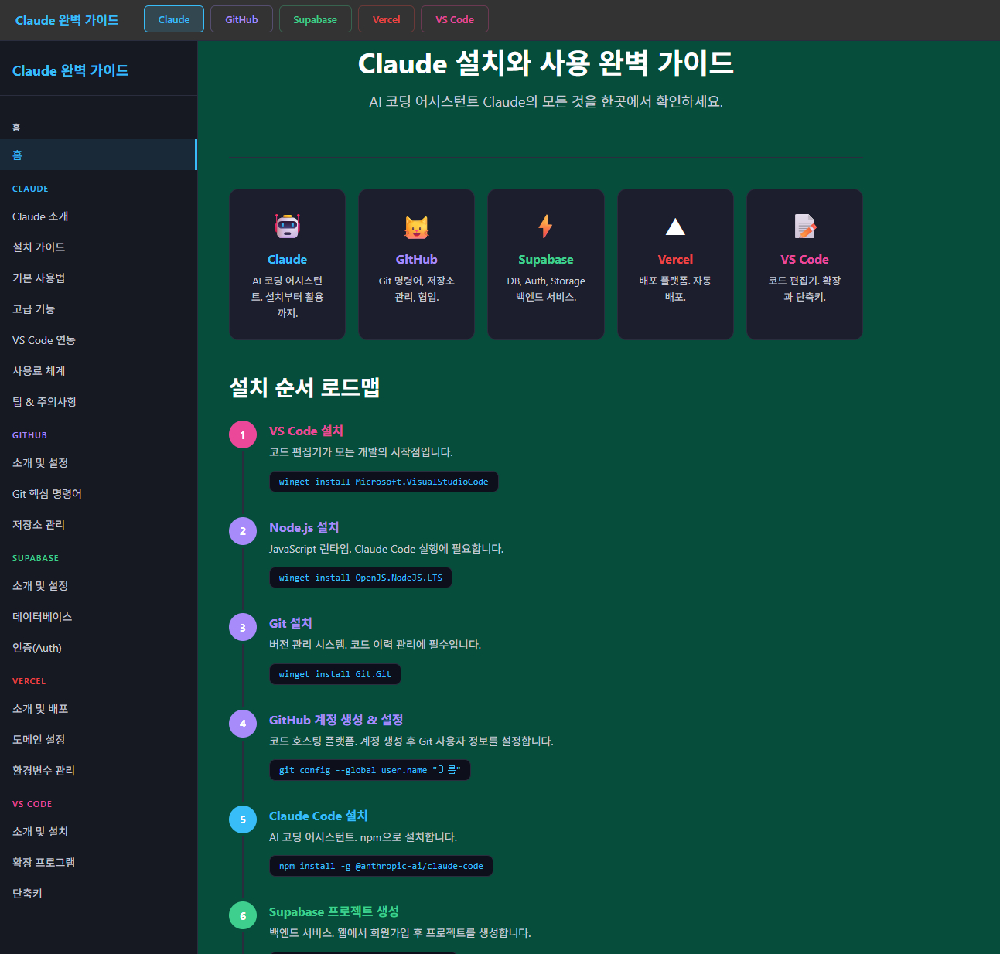 Claude 완벽 가이드
Claude
GitHub
Supabase
Vercel
VS Code
Claude 완벽 가이드
홈
홈
CLAUDE
Claude 소개
설치 가이드
기본 사용법
고급 기능
VS Code 연동
사용료 체계
팁 & 주의사항
GITHUB
소개 및 설정
Git 핵심 명령어
저장소 관리
SUPABASE
소개 및 설정
데이터베이스
인증(Auth)
VERCEL
소개 및 배포
도메인 설정
환경변수 관리
VS CODE
소개 및 설치
확장 프로그램
단축키
Claude 설치와 사용 완벽 가이드
AI 코딩 어시스턴트 Claude의 모든 것을 한곳에서 확인하세요.
Claude
AI 코딩 어시스턴
트. 설치부터 활용
까지.
GitHub
Git 명령어, 저장소
관리, 협업.
Supabase
DB, Auth, Storage
백엔드 서비스.
Vercel
배포 플랫폼. 자동
배포.
VS Code
코드 편집기. 확장
과 단축키.
설치 순서 로드맵
1
VS Code 설치
코드 편집기가 모든 개발의 시작점입니다.
winget install Microsoft.VisualStudioCode
2
Node.js 설치
JavaScript 런타임. Claude Code 실행에 필요합니다.
winget install OpenJS.NodeJS.LTS
3
Git 설치
버전 관리 시스템. 코드 이력 관리에 필수입니다.
winget install Git.Git
4
GitHub 계정 생성 & 설정
코드 호스팅 플랫폼. 계정 생성 후 Git 사용자 정보를 설정합니다.
git config --global user.name "이름"
5
Claude Code 설치
AI 코딩 어시스턴트. npm으로 설치합니다.
npm install -g @anthropic-ai/claude-code
6
Supabase 프로젝트 생성
백엔드 서비스. 웹에서 회원가입 후 프로젝트를 생성합니다.